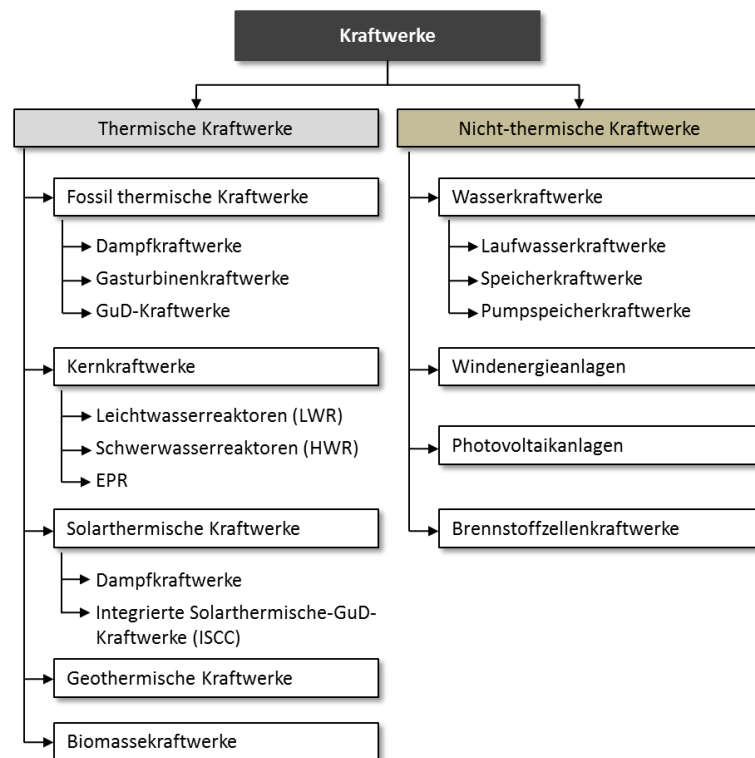 Kraftwerke
Thermische Kraftwerke
Fossil thermische Kraftwerke
Dampfkraftwerke
Gasturbinenkraftwerke
GuD-Kraftwerke
Kernkraftwerke
Leichtwasserreaktoren (LWR)
Schwerwasserreaktoren (HWR)
EPR
Solarthermische Kraftwerke
Dampfkraftwerke
Integrierte Solarthermische-GuD-
Kraftwerke (ISCC)
Geothermische Kraftwerke
Biomassekraftwerke
Nicht-thermische Kraftwerke
Wasserkraftwerke
Laufwasserkraftwerke
Speicherkraftwerke
Pumpspeicherkraftwerke
Windenergieanlagen
Photovoltaikanlagen
Brennstoffzellenkraftwerke